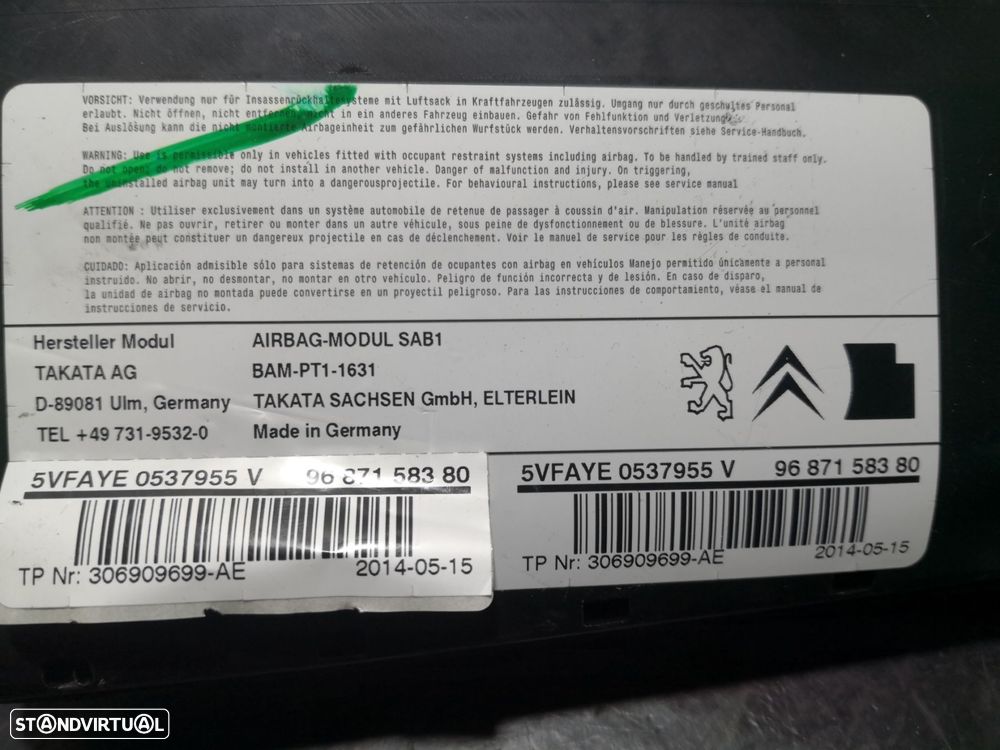 VORSICHT: Verwendung nur für Insassenrückhaltesysteme mit Luftsack in Kraftfahrzeugen zulässig. Umgang nur durch geschultes Personal
erlaubt. Nicht öffnen, nicht entfernen, nicht in ein anderes Fahrzeug einbauen. Gefahr von Fehlfunktion und Verletzung.
Bei Auslösung kann die nicht montierte Airbageinheit zum gefährlichen Wurfstück werden. Verhaltensvorschriften siehe Service-Handbuch.
WARNING: Use is permissible only in vehicles fitted with occupant restraint systems including airbag. To be handled by trained staff only.
Do not open; do not remove; do not install in another vehicle. Danger of malfunction and injury. On triggering,
the uninstalled airbag unit may turn into a dangerousprojectile. For behavioural instructions, please see service manual
ATTENTION : Utiliser exclusivement dans un système automobile de retenue de passager à coussin d'air. Manipulation réservée au personnel
qualifié. Ne pas ouvrir, retirer ou monter dans un autre véhicule, sous peine de dysfonctionnement ou de blessure. L'unité airbag
non montée peut constituer un dangereux projectile en cas de déclenchement. Voir le manuel de service pour les règles de conduite.
CUIDADO: Aplicación admisible sólo para sistemas de retención de ocupantes con airbag en vehículos Manejo permitido únicamente a personal
instruido. No abrir, no desmontar, no montar en otro vehículo. Peligro de función incorrecta y de lesión. En caso de disparo,
la unidad de airbag no montada puede convertirse en un proyectil peligroso. Para las instrucciones de comportamiento, véase el manual de
instrucciones de servicio.
Hersteller Modul AIRBAG-MODUL SAB1
TAKATA AG BAM-PT1-1631
D-89081 Ulm, Germany TAKATA SACHSEN GmbH, ELTERLEIN
TEL +49 731-9532-0 Made in Germany
5VFAYE 0537955 V 96 871 583 80
TP Nr: 306909699-AE 2014-05-15
5VFAYE 0537955 V 96 871 583 80
TP Nr: 306909699-AE 2014-05-15
STANDVIRTUAL